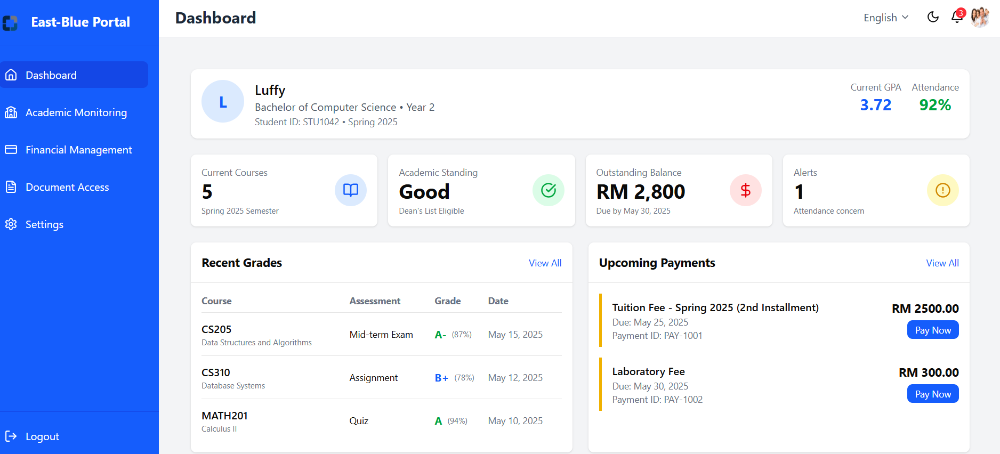 East-Blue Portal
Dashboard
Academic Monitoring
Financial Management
Document Access
Settings
Logout
Dashboard
English
3
L
Luffy
Bachelor of Computer Science • Year 2
Student ID: STU1042 • Spring 2025
Current GPA
3.72
Attendance
92%
Current Courses
5
Spring 2025 Semester
Academic Standing
Good
Dean's List Eligible
Outstanding Balance
RM 2,800
Due by May 30, 2025
Alerts
1
Attendance concern
Recent Grades View All
Course Assessment Grade Date
CS205
Data Structures and Algorithms
Mid-term Exam A- (87%) May 15, 2025
CS310
Database Systems
Assignment B+ (78%) May 12, 2025
MATH201
Calculus II
Quiz A (94%) May 10, 2025
Upcoming Payments View All
Tuition Fee - Spring 2025 (2nd Installment)
Due: May 25, 2025
Payment ID: PAY-1001
RM 2500.00
Pay Now
Laboratory Fee
Due: May 30, 2025
Payment ID: PAY-1002
RM 300.00
Pay Now